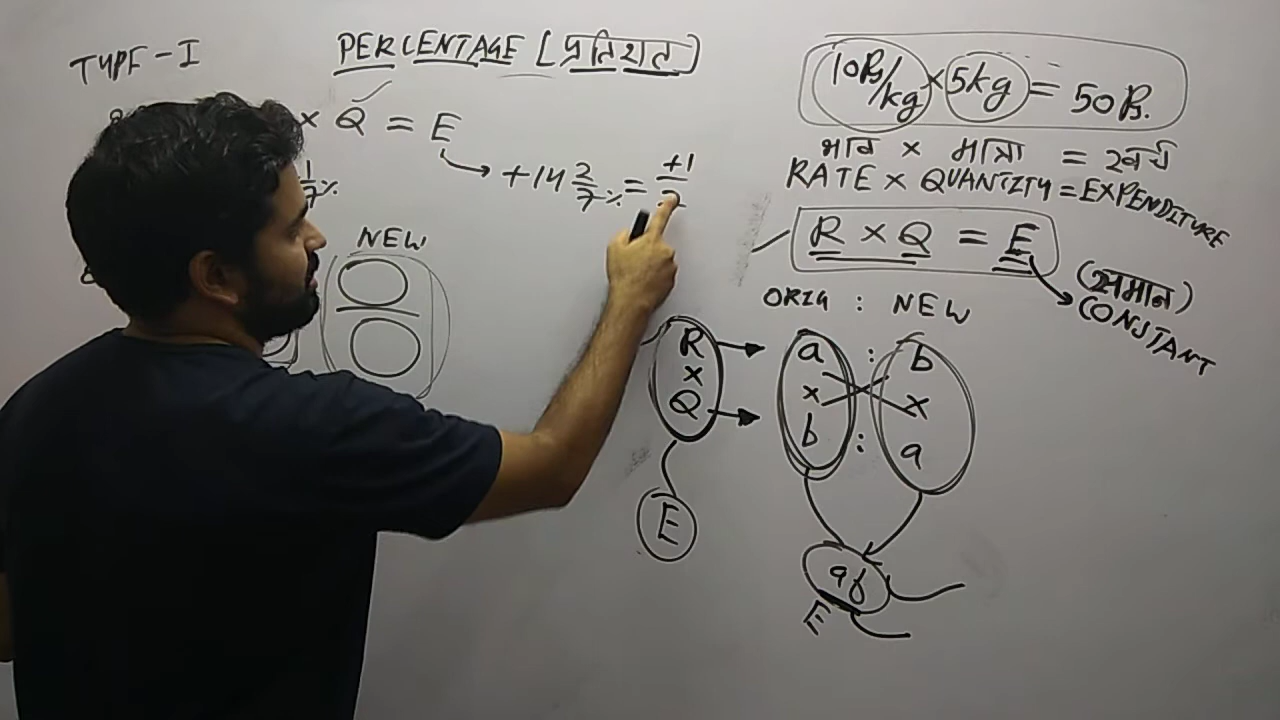 TYPE-I
PERCENTAGE [प्रतिशत]
10Rs/kg × 5kg = 50Rs.
भाव × मात्रा = खर्च
RATE × QUANTITY = EXPENDITURE
R × Q = E
(समान)
CONSTANT
× Q = E
+14 2/7% = +1/
1/7%
NEW
ORIG : NEW
R a : b
× × ×
Q b : a
E
ab
E